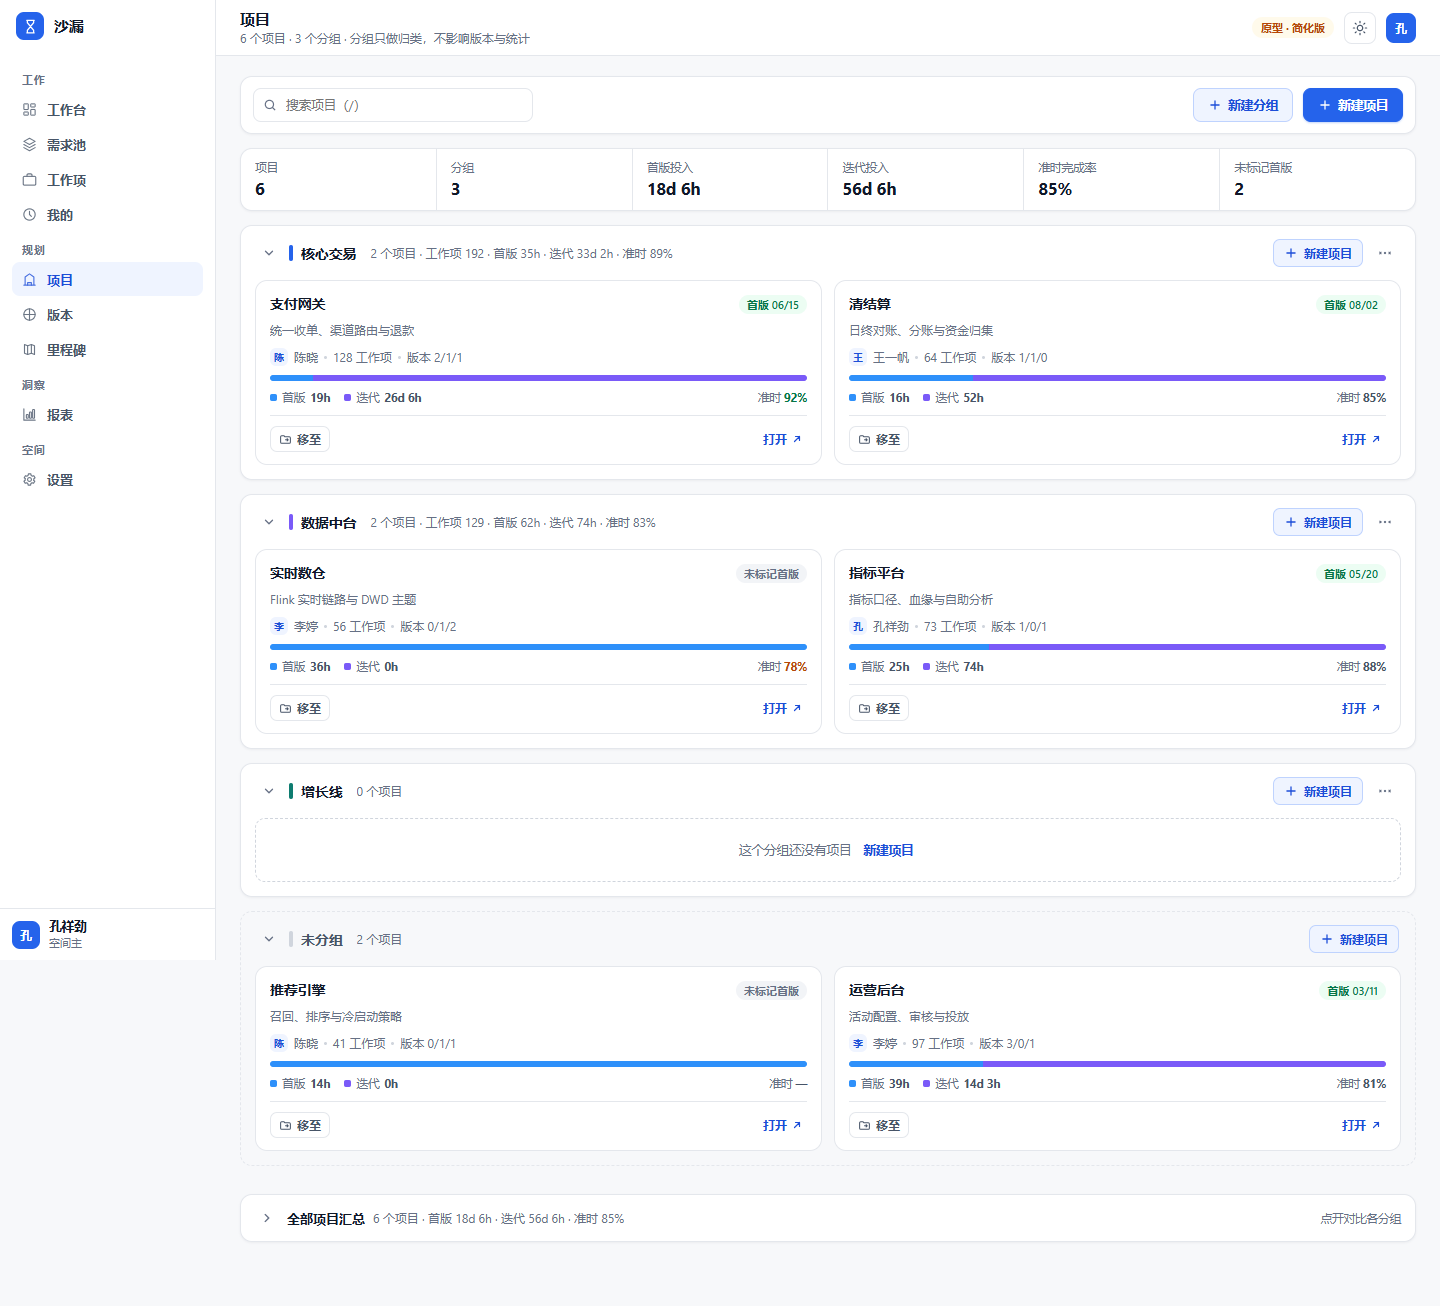 沙漏
工作
工作台
需求池
工作项
我的
规划
项目
版本
里程碑
洞察
报表
空间
设置
孔
孔祥劲
空间主
项目
6 个项目 · 3 个分组 · 分组只做归类，不影响版本与统计
原型 · 简化版
孔
搜索项目（/）
新建分组
新建项目
项目
6
分组
3
首版投入
18d 6h
迭代投入
56d 6h
准时完成率
85%
未标记首版
2
核心交易 2 个项目 · 工作项 192 · 首版 35h · 迭代 33d 2h · 准时 89%
新建项目
支付网关
首版 06/15
统一收单、渠道路由与退款
陈 陈晓 • 128 工作项 • 版本 2/1/1
首版 19h 迭代 26d 6h 准时 92%
移至 打开
清结算
首版 08/02
日终对账、分账与资金归集
王 王一帆 • 64 工作项 • 版本 1/1/0
首版 16h 迭代 52h 准时 85%
移至 打开
数据中台 2 个项目 · 工作项 129 · 首版 62h · 迭代 74h · 准时 83%
新建项目
实时数仓
未标记首版
Flink 实时链路与 DWD 主题
李 李婷 • 56 工作项 • 版本 0/1/2
首版 36h 迭代 0h 准时 78%
移至 打开
指标平台
首版 05/20
指标口径、血缘与自助分析
孔 孔祥劲 • 73 工作项 • 版本 1/0/1
首版 25h 迭代 74h 准时 88%
移至 打开
增长线 0 个项目
新建项目
这个分组还没有项目 新建项目
未分组 2 个项目
新建项目
推荐引擎
未标记首版
召回、排序与冷启动策略
陈 陈晓 • 41 工作项 • 版本 0/1/1
首版 14h 迭代 0h 准时 —
移至 打开
运营后台
首版 03/11
活动配置、审核与投放
李 李婷 • 97 工作项 • 版本 3/0/1
首版 39h 迭代 14d 3h 准时 81%
移至 打开
全部项目汇总 6 个项目 · 首版 18d 6h · 迭代 56d 6h · 准时 85%
点开对比各分组